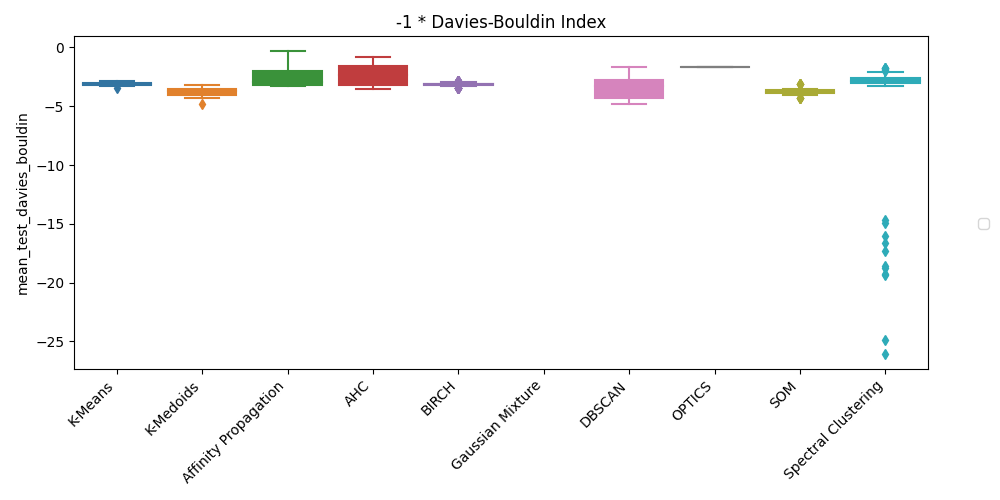 -1 * Davies-Bouldin Index
mean_test_davies_bouldin
0
−5
−10
−15
−20
−25
K-Means
K-Medoids
Affinity Propagation
AHC
BIRCH
Gaussian Mixture
DBSCAN
OPTICS
SOM
Spectral Clustering